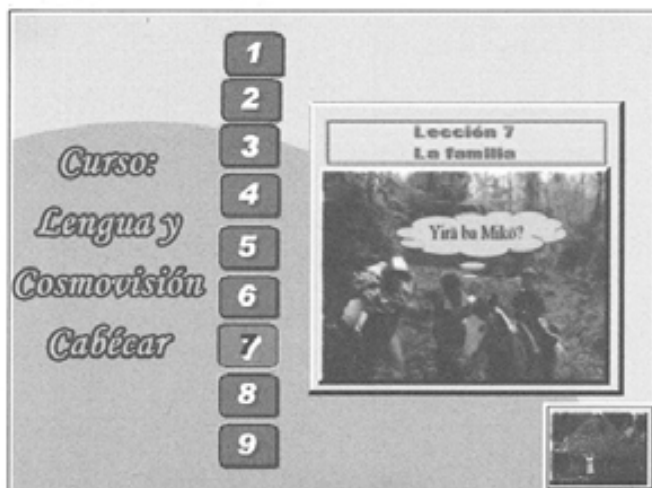 Curso:
Lengua y
Cosmovisión
Cabécar
1
2
3
4
5
6
7
8
9
Lección 7
La familia
Yirä ba Mikö?